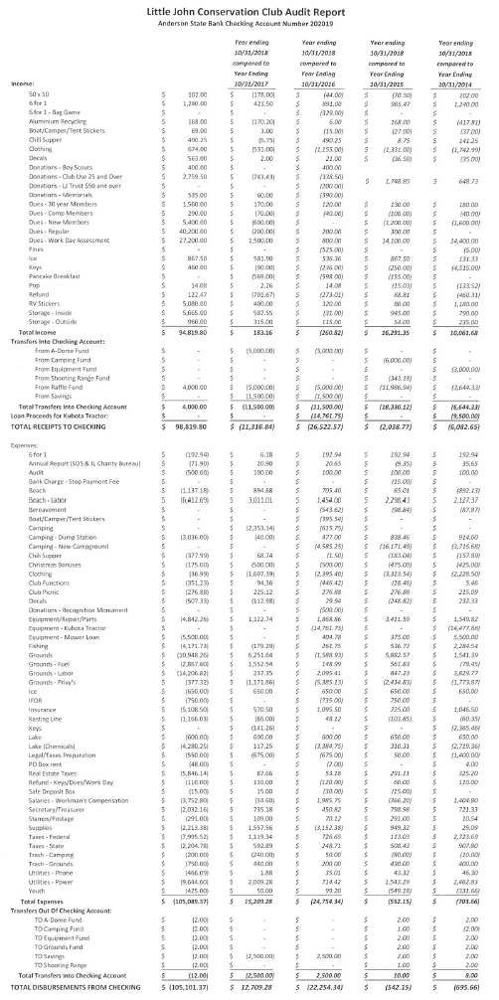 Little John Conservation Club Audit Report
Anderson State Bank Checking Account Number 202019
Year ending Year ending Year ending Year ending
10/31/2018 10/31/2018 10/31/2018 10/31/2018
compared to compared to compared to compared to
Year Ending Year Ending Year Ending Year Ending
Income: 10/31/2017 10/31/2016 10/31/2015 10/31/2014
50 x 50 $ 102.00 $ (178.00) $ (44.00) $ (70.50) $ 102.00
6 for 1 $ 1,240.00 $ 421.50 $ 891.00 $ 985.47 $ 1,240.00
6 for 1 - Bag Game $ - $ - $ (329.00) $ - $ -
Aluminium Recycling $ 168.00 $ (170.20) $ 6.00 $ 168.00 $ (417.81)
Boat/Camper/Tent Stickers $ 69.00 $ 3.00 $ (15.00) $ (27.00) $ (37.00)
Chili Supper $ 490.25 $ (6.75) $ 490.25 $ 8.75 $ 141.25
Clothing $ 674.00 $ (531.00) $ (1,155.00) $ (1,331.00) $ (1,742.99)
Decals $ 563.00 $ 2.00 $ 21.00 $ (36.50) $ (35.00)
Donations - Boy Scouts $ 400.00 $ 400.00
Donations - Club Use 25 and Over $ 2,759.50 $ (243.43) $ (338.50) $ 1,748.85 $ 648.73
Donations - LJ Trust $50 and over $ - $ - $ (200.00)
Donations - Memorials $ 535.00 $ 60.00 $ (390.00)
Dues - 30 year Members $ 1,560.00 $ 170.00 $ 120.00 $ 130.00 $ 180.00
Dues - Comp Members $ 290.00 $ (70.00) $ (40.00) $ (100.00) $ (40.00)
Dues - New Members $ 5,400.00 $ (600.00) $ - $ (1,200.00) $ (1,600.00)
Dues - Regular $ 40,200.00 $ (200.00) $ 200.00 $ 300.00 $ -
Dues - Work Day Assessment $ 27,200.00 $ 1,500.00 $ 800.00 $ 14,100.00 $ 14,400.00
Fines $ - $ - $ (525.00) $ - $ (5.00)
Ice $ 867.50 $ 581.90 $ 536.36 $ 867.50 $ 131.33
Keys $ 460.00 $ (90.00) $ (236.00) $ (250.00) $ (4,515.00)
Pancake Breakfast $ - $ (569.00) $ (598.00) $ (155.00) $ -
Pop $ 14.08 $ 2.26 $ 14.08 $ (15.03) $ (133.52)
Refund $ 122.47 $ (701.67) $ (273.01) $ 88.81 $ (460.31)
RV Stickers $ 5,080.00 $ 400.00 $ 320.00 $ 80.00 $ 1,180.00
Storage - Inside $ 5,665.00 $ 587.55 $ (31.00) $ 945.00 $ 790.00
Storage - Outside $ 960.00 $ 315.00 $ 115.00 $ 54.00 $ 235.00
Total Income $ 94,819.80 $ 183.16 $ (260.82) $ 16,291.35 $ 10,061.68
Transfers Into Checking Account:
From A-Dome Fund $ - $ (5,000.00) $ (5,000.00) $ - $ -
From Camping Fund $ - $ - $ - $ (6,000.00) $ -
From Equipment Fund $ - $ - $ - $ - $ (3,000.00)
From Shooting Range Fund $ - $ - $ - $ (343.18) $ -
From Raffle Fund $ 4,000.00 $ (5,000.00) $ (5,000.00) $ (11,986.94) $ (3,644.33)
From Savings $ - $ (1,500.00) $ (1,500.00) $ - $ -
Total Transfers Into Checking Account $ 4,000.00 $ (11,500.00) $ (11,500.00) $ (18,330.12) $ (6,644.33)
Loan Proceeds for Kubota Tractor: $ - $ - $ (14,761.75) $ - $ (9,500.00)
TOTAL RECEIPTS TO CHECKING $ 98,819.80 $ (11,316.84) $ (26,522.57) $ (2,038.77) $ (6,082.65)
Expenses:
6 for 1 $ (192.94) $ 6.18 $ 192.94 $ 192.94 $ 192.94
Annual Report (SOS & IL Charity Bureau) $ (71.90) $ 20.90 $ 20.65 $ (9.35) $ 35.65
Audit $ (500.00) $ 100.00 $ 100.00 $ 100.00 $ 100.00
Bank Charge - Stop Payment Fee $ - $ - $ - $ (15.00) $ -
Beach $ (1,137.18) $ 894.68 $ 705.40 $ 65.01 $ (892.13)
Beach - Labor $ (6,412.69) $ 3,011.01 $ 1,454.00 $ 2,298.43 $ 2,127.37
Bereavement $ - $ - $ (543.62) $ (98.84) $ (87.87)
Boat/Camper/Tent Stickers $ - $ - $ (395.54) $ - $ -
Camping $ - $ (2,353.14) $ (615.75) $ - $ -
Camping - Dump Station $ (3,036.00) $ (40.00) $ 477.00 $ 838.46 $ 914.00
Camping - New Campground $ - $ - $ (4,585.25) $ (16,171.49) $ (3,715.68)
Chili Supper $ (377.99) $ 68.74 $ (1.50) $ (183.04) $ (157.89)
Christmas Bonuses $ (175.00) $ (500.00) $ (500.00) $ (475.00) $ (425.00)
Clothing $ (36.99) $ (1,607.39) $ (2,395.40) $ (3,323.54) $ (2,228.50)
Club Functions $ (351.23) $ 94.36 $ (446.42) $ (28.46) $ 5.46
Club Picnic $ (276.88) $ 225.12 $ 276.88 $ 276.88 $ 215.09
Decals $ (507.33) $ (112.98) $ 29.94 $ (248.82) $ 232.33
Donations - Recognition Monument $ - $ - $ (500.00) $ - $ -
Equipment/Repair/Parts $ (4,842.26) $ 1,122.74 $ 1,868.86 $ 3,411.59 $ 1,549.82
Equipment - Kubota Tractor $ - $ - $ (14,761.75) $ - $ (14,477.88)
Equipment - Mower Loan $ (5,500.00) $ - $ 404.78 $ 375.00 $ 5,500.00
Fishing $ (4,171.73) $ (179.29) $ 261.75 $ 536.72 $ 2,284.54
Grounds $ (10,948.26) $ 6,251.64 $ (1,588.93) $ 5,882.57 $ 1,541.39
Grounds - Fuel $ (2,867.60) $ 1,552.54 $ 148.99 $ 561.83 $ (78.45)
Grounds - Labor $ (14,206.82) $ 237.35 $ 2,095.41 $ 847.23 $ 3,829.77
Grounds - Privy's $ (377.32) $ (1,171.86) $ (5,385.13) $ (2,434.83) $ (1,773.87)
Ice $ (650.00) $ 650.00 $ 650.00 $ 650.00 $ 650.00
IFOR $ (750.00) $ - $ (735.00) $ 750.00 $ -
Insurance $ (5,108.50) $ 570.50 $ 1,095.50 $ 725.00 $ 1,046.50
Kasting Line $ (1,166.03) $ (86.00) $ 48.12 $ (103.85) $ (60.35)
Keys $ - $ (141.26) $ - $ - $ (2,365.46)
Lake $ (600.00) $ 600.00 $ 600.00 $ 650.00 $ 650.00
Lake (Chemicals) $ (4,280.25) $ 117.25 $ (3,384.75) $ 310.31 $ (2,719.36)
Legal/Taxes Preparation $ (550.00) $ (675.00) $ (675.00) $ 50.00 $ (1,400.00)
PO Box rent $ (48.00) $ - $ (2.00) $ - $ 4.00
Real Estate Taxes $ (5,846.14) $ 87.66 $ 53.18 $ 291.11 $ 325.20
Refund - Keys/Dues/Work Day $ (110.00) $ 110.00 $ (120.00) $ 60.00 $ 110.00
Safe Deposit Box $ (15.00) $ 15.00 $ (30.00) $ (15.00) $ -
Salaries - Workman's Compensation $ (3,752.80) $ (34.60) $ 1,985.75 $ (366.20) $ 1,404.80
Secretary/Treasurer $ (2,032.16) $ 735.18 $ 450.82 $ 798.98 $ 721.33
Stamps/Postage $ (291.00) $ 109.00 $ 70.12 $ 291.00 $ 10.54
Supplies $ (2,213.38) $ 1,557.56 $ (3,152.38) $ 949.32 $ 29.09
Taxes - Federal $ (7,995.52) $ 1,119.34 $ 726.65 $ 113.03 $ 2,723.69
Taxes - State $ (2,204.78) $ 592.89 $ 248.71 $ 508.43 $ 907.80
Trash - Camping $ (200.00) $ (240.00) $ 50.00 $ (80.00) $ (10.00)
Trash - Grounds $ (750.00) $ 440.00 $ 200.00 $ 430.00 $ 400.00
Utilities - Phone $ (466.09) $ 1.88 $ 35.01 $ 43.32 $ 46.30
Utilities - Power $ (9,644.60) $ 2,009.28 $ 714.42 $ 1,543.29 $ 2,462.83
Youth $ (425.00) $ 50.00 $ 99.20 $ (549.18) $ (331.66)
Total Expenses $ (105,089.37) $ 15,209.28 $ (24,754.34) $ (552.15) $ (703.66)
Transfers Out Of Checking Account:
TO A-Dome Fund $ (2.00) $ - $ - $ 2.00 $ 2.00
TO Camping Fund $ (2.00) $ - $ - $ 1.00 $ (2.00)
TO Equipment Fund $ (2.00) $ - $ - $ 2.00 $ 2.00
TO Grounds Fund $ (2.00) $ - $ - $ 2.00 $ 2.00
TO Savings $ (2.00) $ (2,500.00) $ 2,500.00 $ 2.00 $ 2.00
TO Shooting Range $ (2.00) $ - $ - $ 1.00 $ 2.00
Total Transfers Into Checking Account $ (12.00) $ (2,500.00) $ 2,500.00 $ 10.00 $ 8.00
TOTAL DISBURSEMENTS FROM CHECKING $ (105,101.37) $ 12,709.28 $ (22,254.34) $ (542.15) $ (695.66)